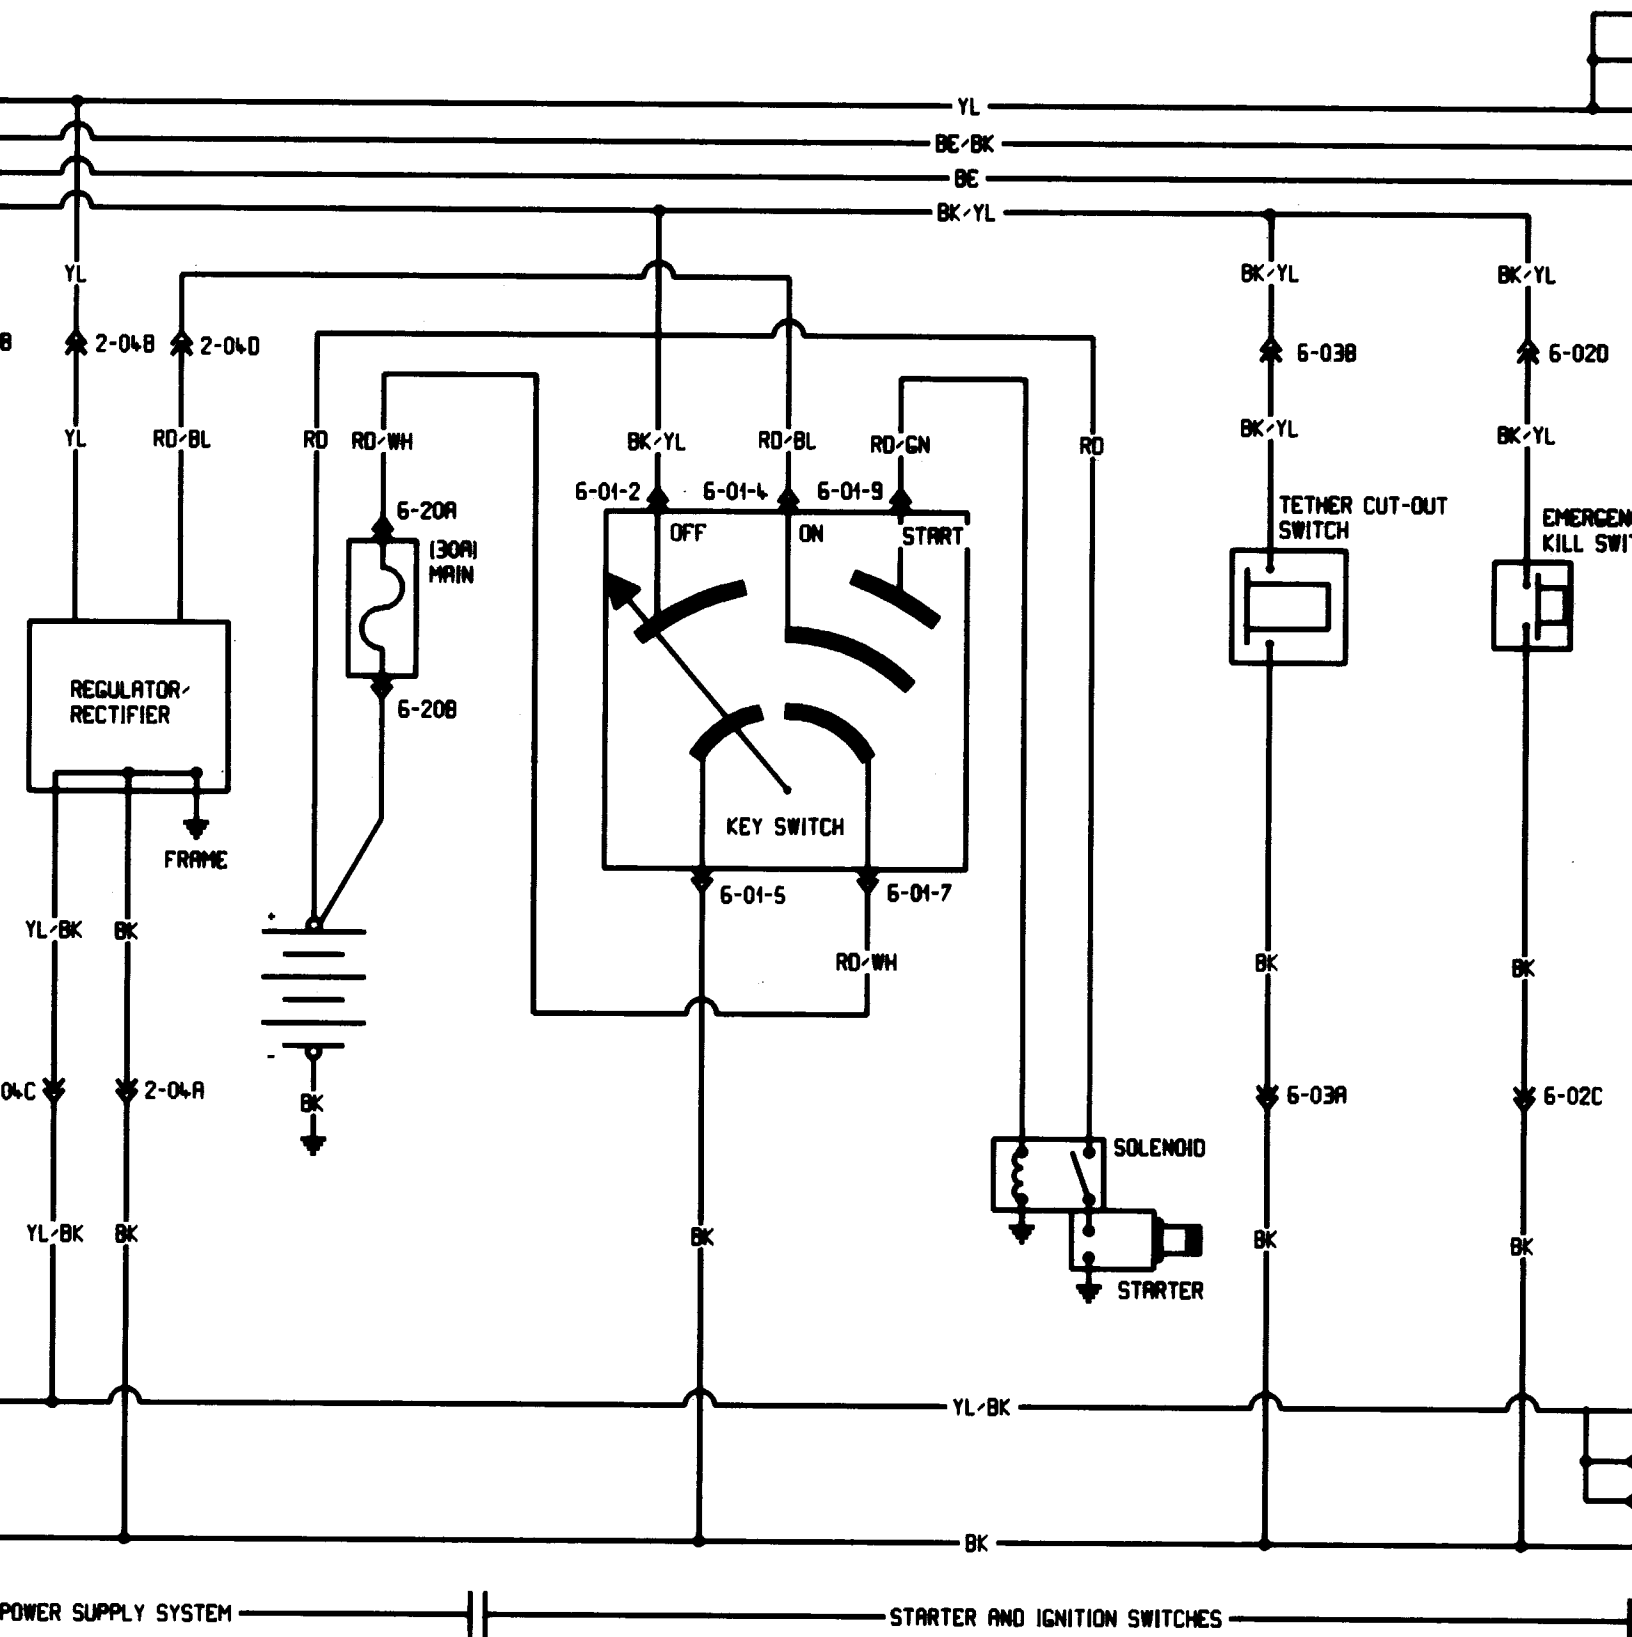 YL
BE/BK
BE
BK/YL
YL
BK/YL
BK/YL
B
2-04B
2-04D
6-03B
6-02D
YL
RD/BL
RD
RD/WH
BK/YL
RD/BL
RD/GN
RD
BK/YL
BK/YL
6-20A
6-01-2
6-01-4
6-01-9
(30A)
MAIN
OFF
ON
START
TETHER CUT-OUT
SWITCH
EMERGEN
KILL SWIT
REGULATOR/
RECTIFIER
6-20B
FRAME
KEY SWITCH
6-01-5
6-01-7
+
YL/BK
BK
RD/WH
BK
BK
-
04C
2-04A
BK
6-03A
6-02C
SOLENOID
YL/BK
BK
BK
BK
BK
STARTER
YL/BK
BK
POWER SUPPLY SYSTEM
STARTER AND IGNITION SWITCHES